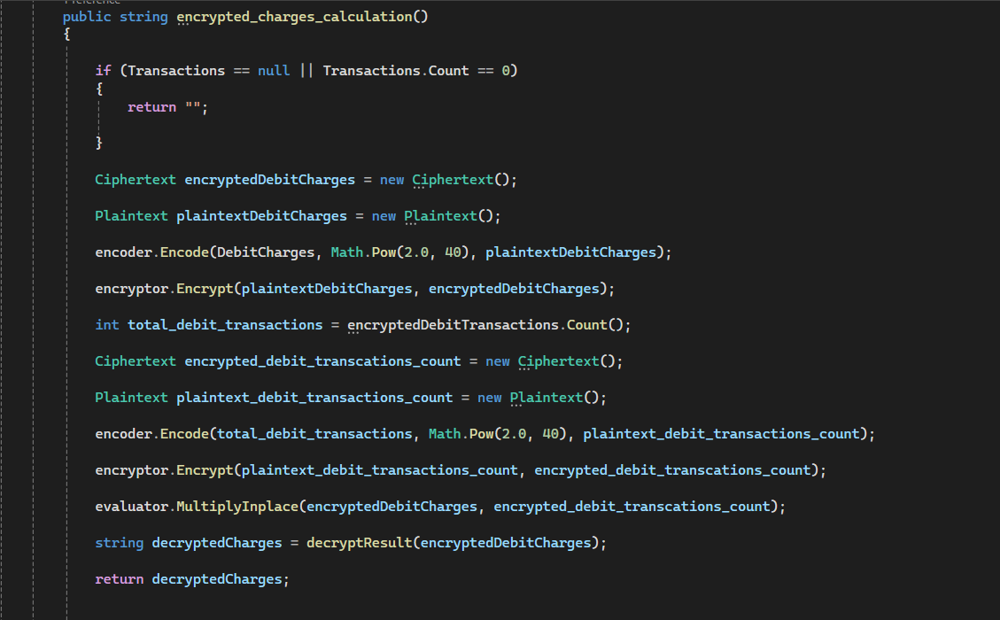 public string encrypted_charges_calculation()
{
if (Transactions == null || Transactions.Count == 0)
{
return "";
}
Ciphertext encryptedDebitCharges = new Ciphertext();
Plaintext plaintextDebitCharges = new Plaintext();
encoder.Encode(DebitCharges, Math.Pow(2.0, 40), plaintextDebitCharges);
encryptor.Encrypt(plaintextDebitCharges, encryptedDebitCharges);
int total_debit_transactions = encryptedDebitTransactions.Count();
Ciphertext encrypted_debit_transcations_count = new Ciphertext();
Plaintext plaintext_debit_transactions_count = new Plaintext();
encoder.Encode(total_debit_transactions, Math.Pow(2.0, 40), plaintext_debit_transactions_count);
encryptor.Encrypt(plaintext_debit_transactions_count, encrypted_debit_transcations_count);
evaluator.MultiplyInplace(encryptedDebitCharges, encrypted_debit_transcations_count);
string decryptedCharges = decryptResult(encryptedDebitCharges);
return decryptedCharges;